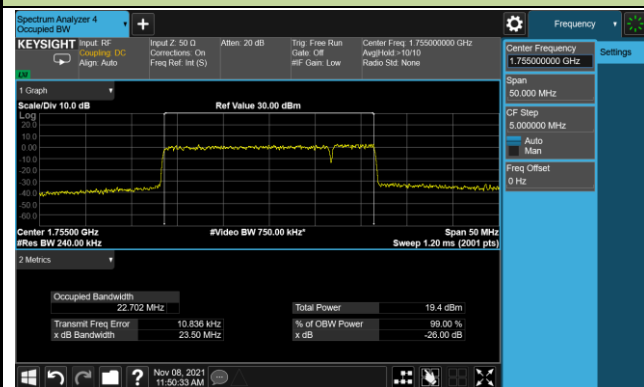 Spectrum Analyzer 4
Occupied BW
Frequency
KEYSIGHT
Input: RF
Coupling: DC
Align: Auto
Input Z: 50 Ω
Corrections: On
Freq Ref: Int (S)
Atten: 20 dB
Trig: Free Run
Gate: Off
#IF Gain: Low
Center Freq: 1.755000000 GHz
Avg|Hold:>10/10
Radio Std: None
Center Frequency
1.755000000 GHz
Settings
Span
50.000 MHz
CF Step
5.000000 MHz
Auto
Man
Freq Offset
0 Hz
1 Graph
Scale/Div 10.0 dB
Ref Value 30.00 dBm
Log
20.0
10.0
0.00
-10.0
-20.0
-30.0
-40.0
-50.0
-60.0
Center 1.75500 GHz
#Video BW 750.00 kHz*
Span 50 MHz
#Res BW 240.00 kHz
Sweep 1.20 ms (2001 pts)
2 Metrics
Occupied Bandwidth
22.702 MHz
Total Power
19.4 dBm
Transmit Freq Error
10.836 kHz
% of OBW Power
99.00 %
x dB Bandwidth
23.50 MHz
x dB
-26.00 dB
Nov 08, 2021
11:50:33 AM